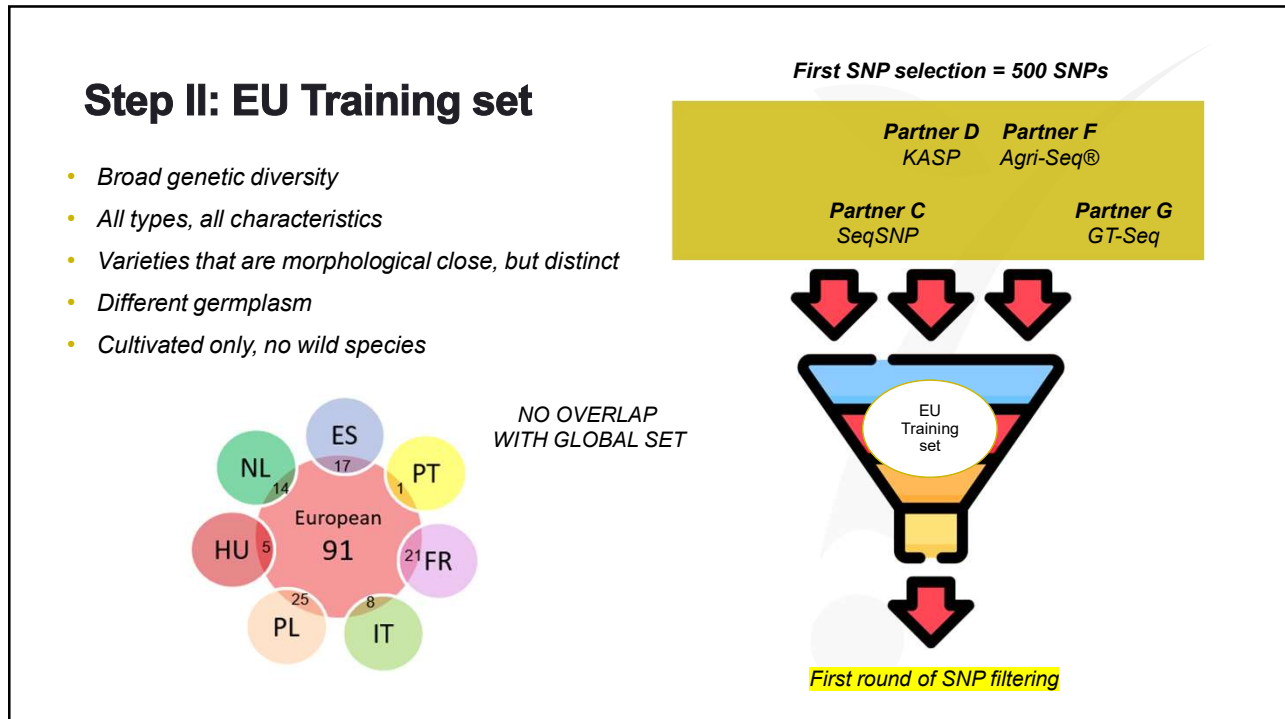 Step II: EU Training set
• Broad genetic diversity
• All types, all characteristics
• Varieties that are morphological close, but distinct
• Different germplasm
• Cultivated only, no wild species
NO OVERLAP
WITH GLOBAL SET
ES
17
PT
1
FR
21
IT
8
PL
25
HU
5
NL
14
European
91
First SNP selection = 500 SNPs
Partner D
KASP
Partner F
Agri-Seq®
Partner C
SeqSNP
Partner G
GT-Seq
EU
Training
set
First round of SNP filtering